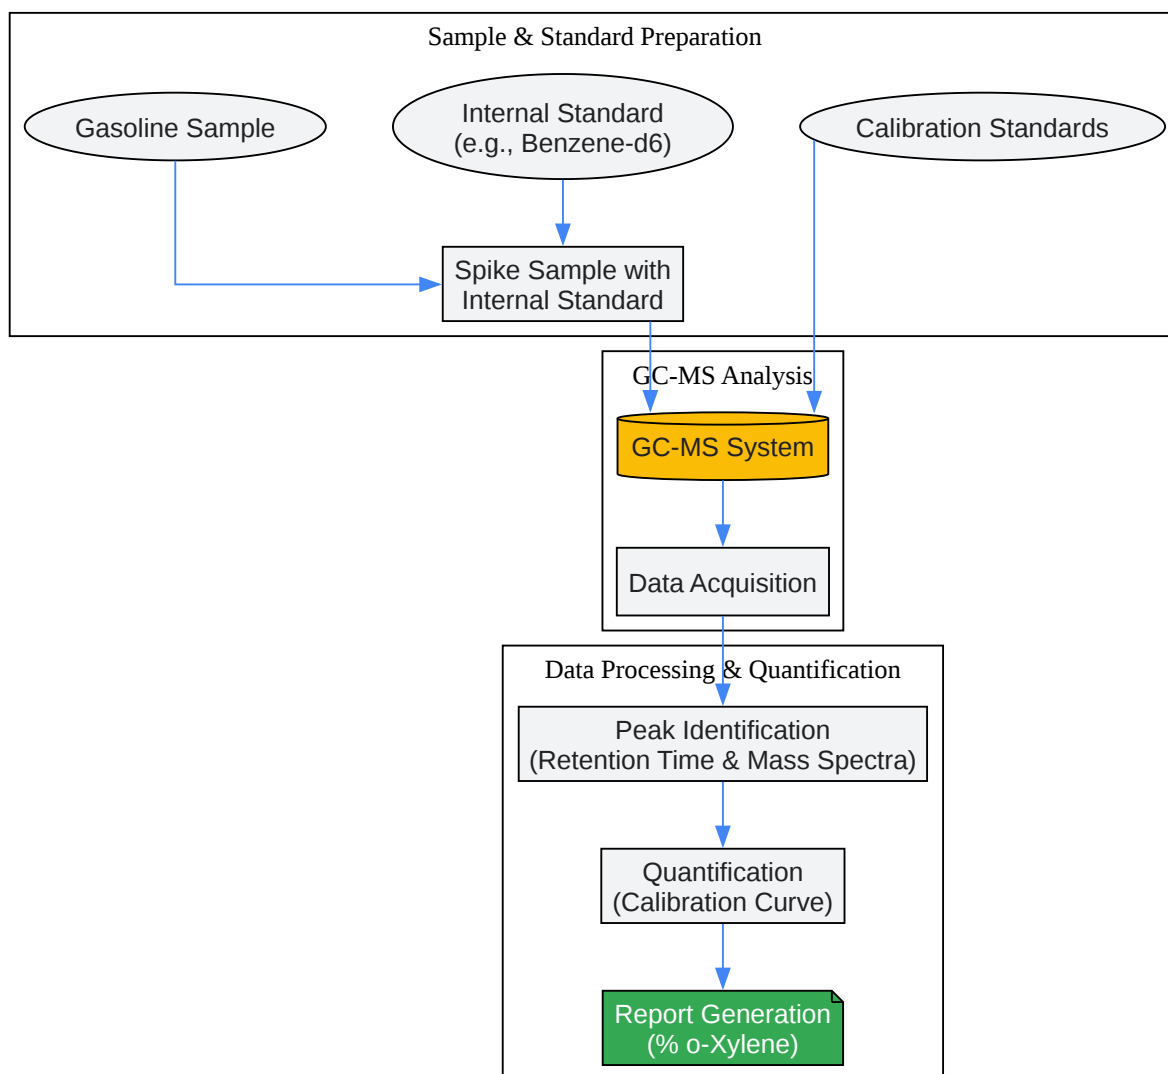 Sample & Standard Preparation
Gasoline Sample
Internal Standard
(e.g., Benzene-d6)
Calibration Standards
Spike Sample with
Internal Standard
GC-MS Analysis
GC-MS System
Data Acquisition
Data Processing & Quantification
Peak Identification
(Retention Time & Mass Spectra)
Quantification
(Calibration Curve)
Report Generation
(% o-Xylene)